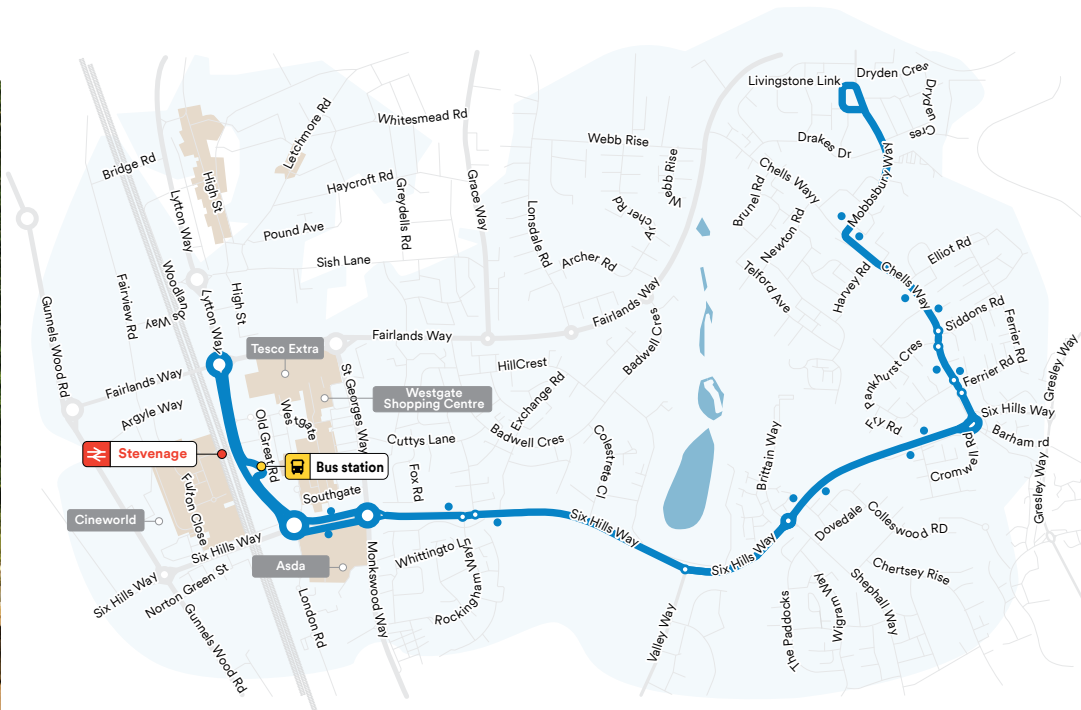 Livingstone Link
Dryden Cres
Dryden Cres
Drakes Dr
Mobbsbury Way
Chells Wayy
Brunel Rd
Newton Rd
Telford Ave
Harvey Rd
Chells Way
Elliot Rd
Siddons Rd
Ferrier Rd
Ferrier Rd
Pankhurst Cres
Fry Rd
Six Hills Way
Barham rd
Cromwell Rd
Gresley Way
Gresley Way
Whitesmead Rd
Letchmore Rd
Bridge Rd
High St
Haycroft Rd
Greydells Rd
Grace Way
Pound Ave
Sish Lane
Lytton Way
Webb Rise
Webb Rise
Archer Rd
Archer Rd
Lonsdale Rd
Woodlands Way
Fairview Rd
Lytton Way
High St
Gunnels Wood Rd
Fairlands Way
Fairlands Way
Fairlands Way
Badwell Cres
Tesco Extra
HillCrest
Westgate
Shopping Centre
Exchange Rd
Argyle Way
St Georges Way
Westgate
Old Great Rd
Cuttys Lane
Badwell Cres
Colestrete Cl
Brittain Way
Stevenage
Bus station
Fox Rd
Southgate
Fulton Close
Cineworld
Six Hills Way
Six Hills Way
Six Hills Way
Six Hills Way
Asda
Whittington L
Rockingham Way
Monkswood Way
Norton Green St
Gunnels Wood Rd
London Rd
Valley Way
Dovedale
Colleswood RD
Chertsey Rise
Shephall Way
Wigram Way
The Paddocks